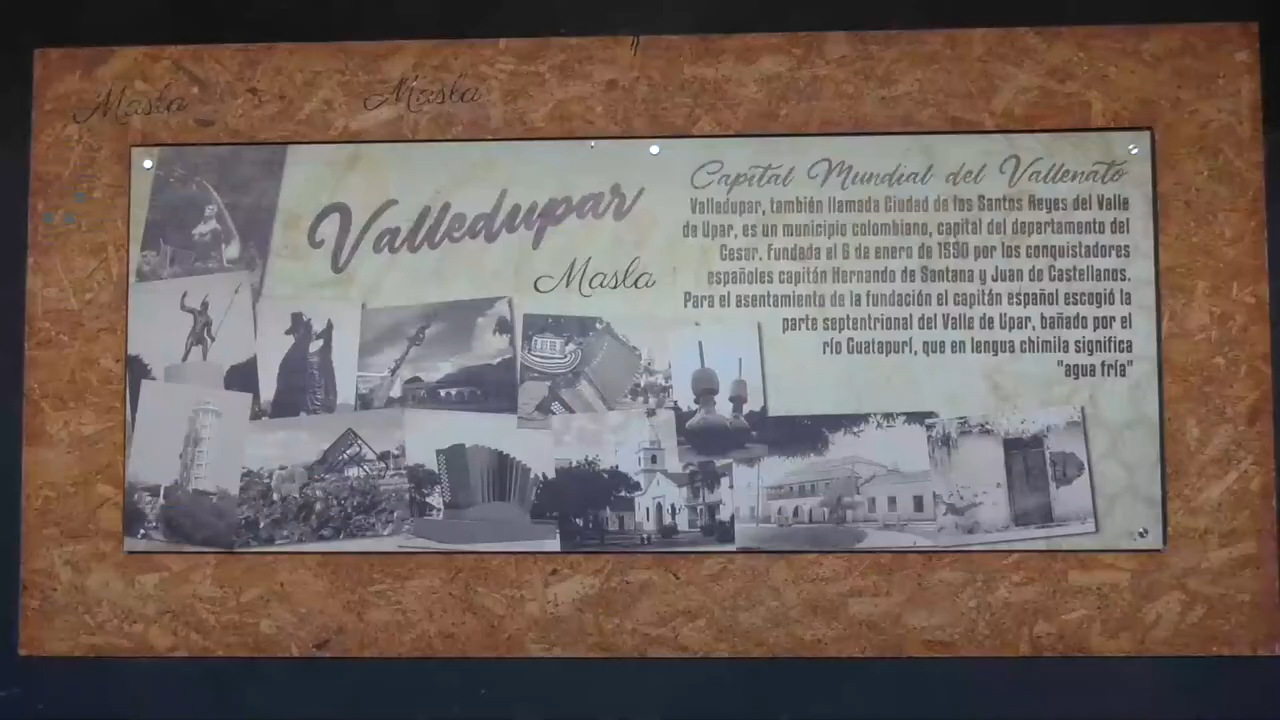 Masla
Masla
Valledupar
Masla
Capital Mundial del Vallenato
Valledupar, también llamada Ciudad de los Santos Reyes del Valle
de Upar, es un municipio colombiano, capital del departamento del
Cesar. Fundada el 6 de enero de 1550 por los conquistadores
españoles capitán Hernando de Santana y Juan de Castellanos.
Para el asentamiento de la fundación el capitán español escogió la
parte septentrional del Valle de Upar, bañado por el
río Guatapurí, que en lengua chimila significa
"agua fría"